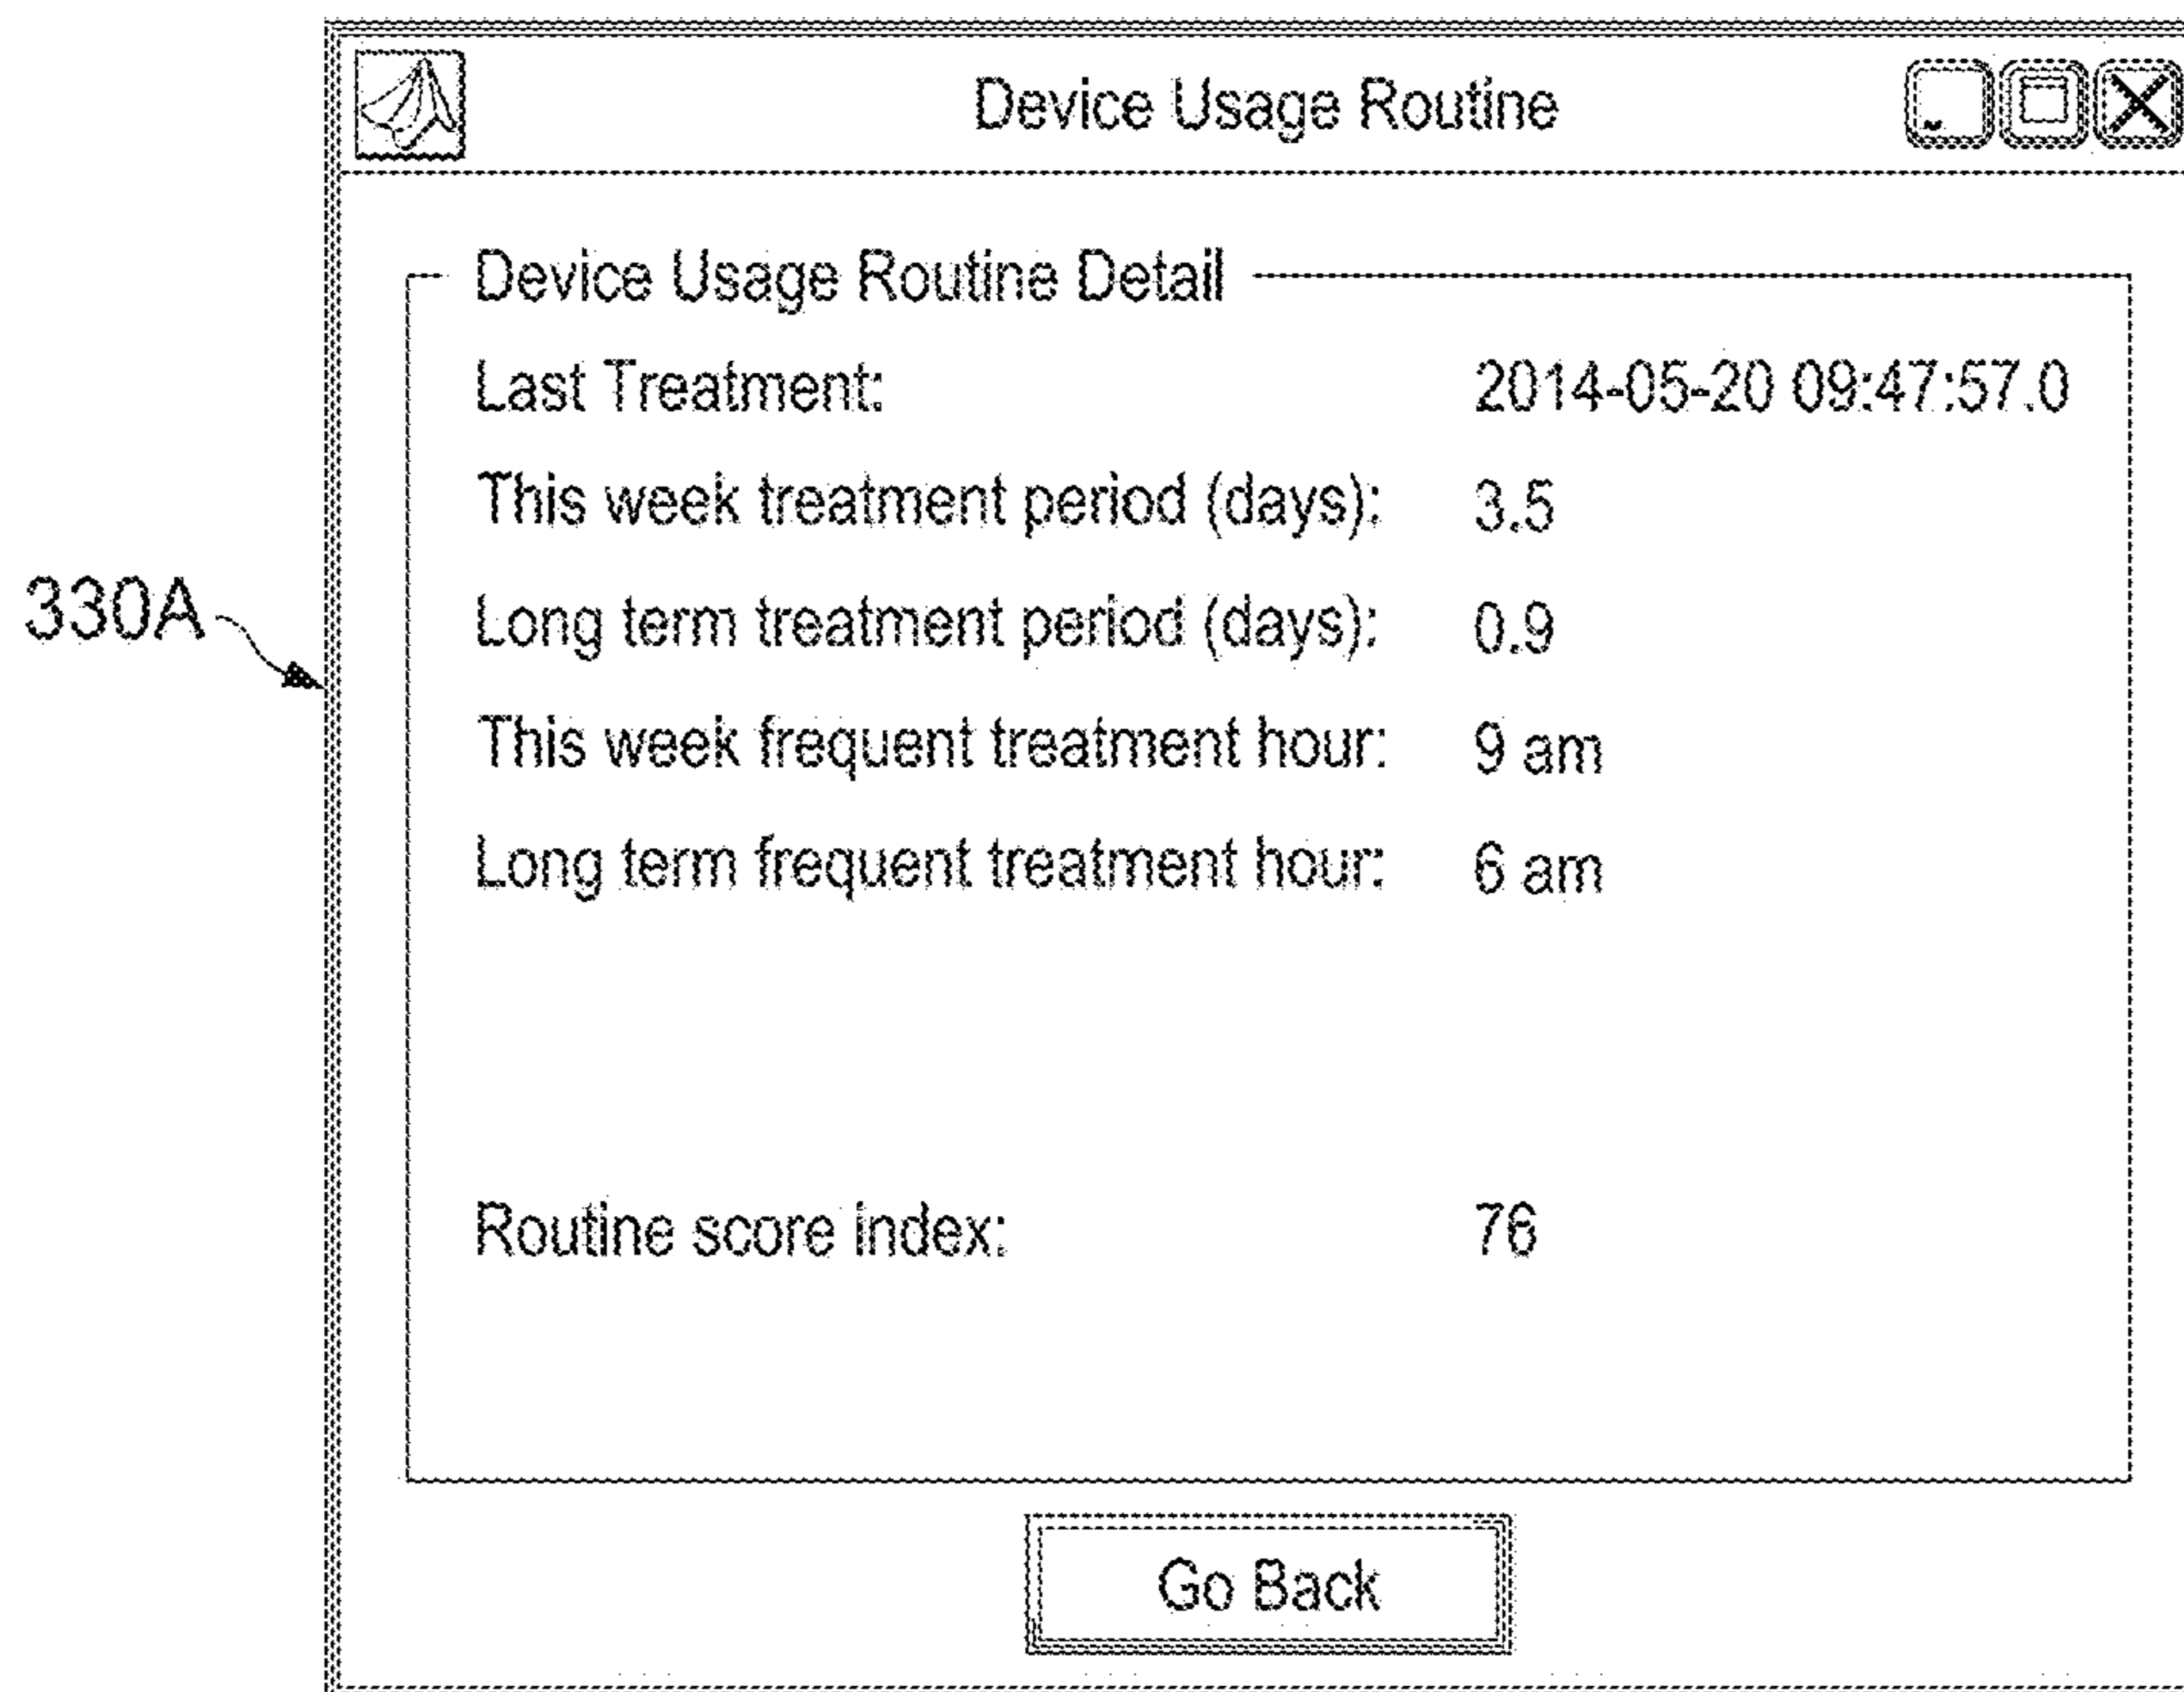 Device Usage Routine
Device Usage Routine Detail
Last Treatment: 2014-05-20 09:47:57.0
This week treatment period (days): 3.5
330A
Long term treatment period (days): 0.9
This week frequent treatment hour: 9 am
Long term frequent treatment hour: 6 am
Routine score index: 76
Go Back